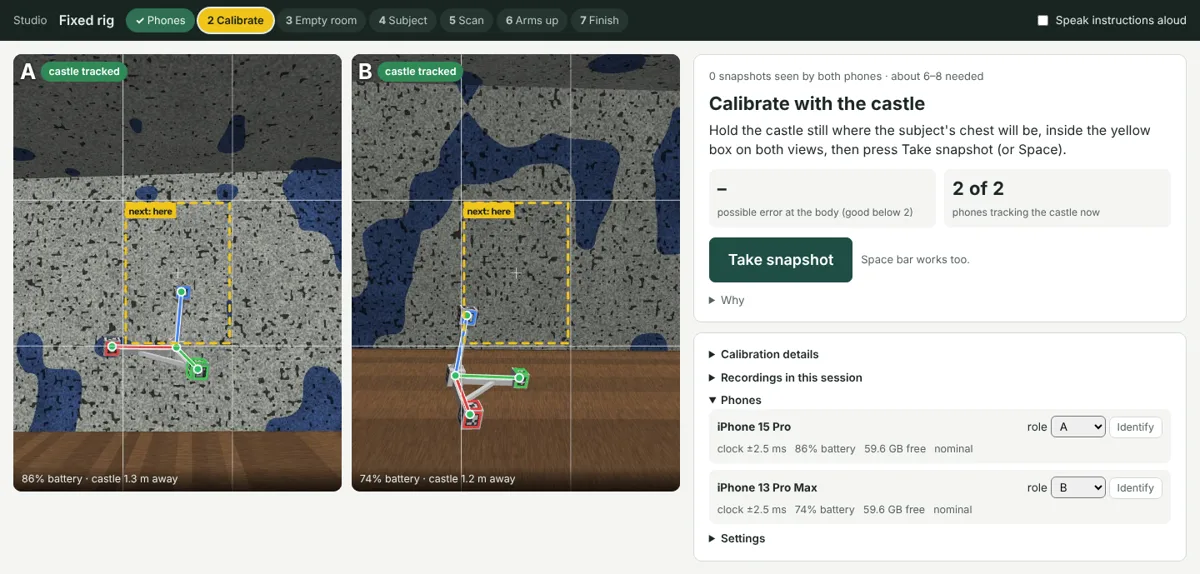 Studio Fixed rig ✓ Phones 2 Calibrate 3 Empty room 4 Subject 5 Scan 6 Arms up 7 Finish Speak instructions aloud
A castle tracked
next: here
86% battery · castle 1.3 m away
B castle tracked
next: here
74% battery · castle 1.2 m away
0 snapshots seen by both phones · about 6–8 needed
Calibrate with the castle
Hold the castle still where the subject's chest will be, inside the yellow
box on both views, then press Take snapshot (or Space).
–
possible error at the body (good below 2)
2 of 2
phones tracking the castle now
Take snapshot Space bar works too.
Why
Calibration details
Recordings in this session
Phones
iPhone 15 Pro role A Identify
clock ±2.5 ms 86% battery 59.6 GB free nominal
iPhone 13 Pro Max role B Identify
clock ±2.5 ms 74% battery 59.6 GB free nominal
Settings